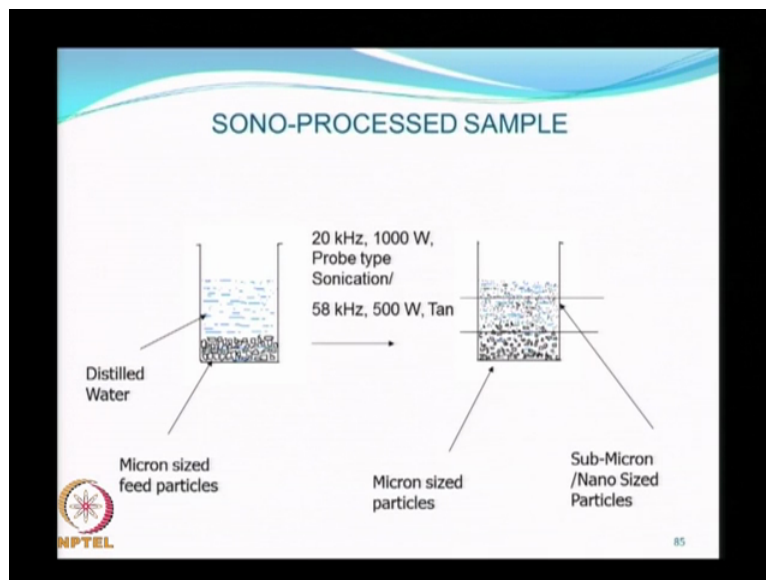 SONO-PROCESSED SAMPLE
20 kHz, 1000 W,
Probe type
Sonication/
58 kHz, 500 W, Tan
Distilled
Water
Micron sized
feed particles
Micron sized
particles
Sub-Micron
/Nano Sized
Particles
NPTEL
85